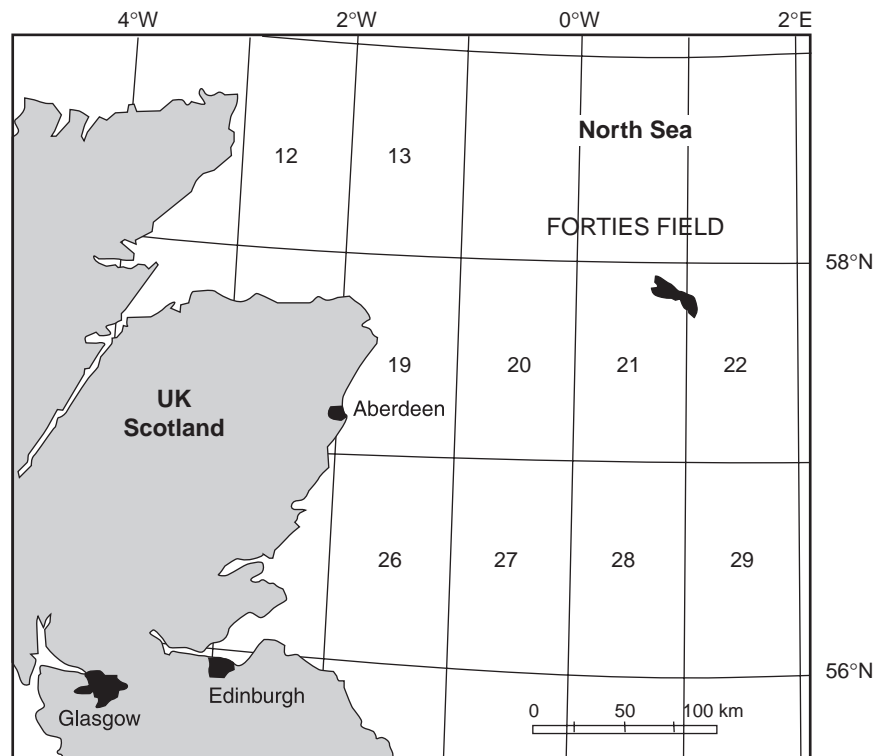 4°W 2°W 0°W 2°E
North Sea
12 13
FORTIES FIELD
58°N
19 20 21 22
UK
Scotland
Aberdeen
26 27 28 29
56°N
Edinburgh
Glasgow
0 50 100 km